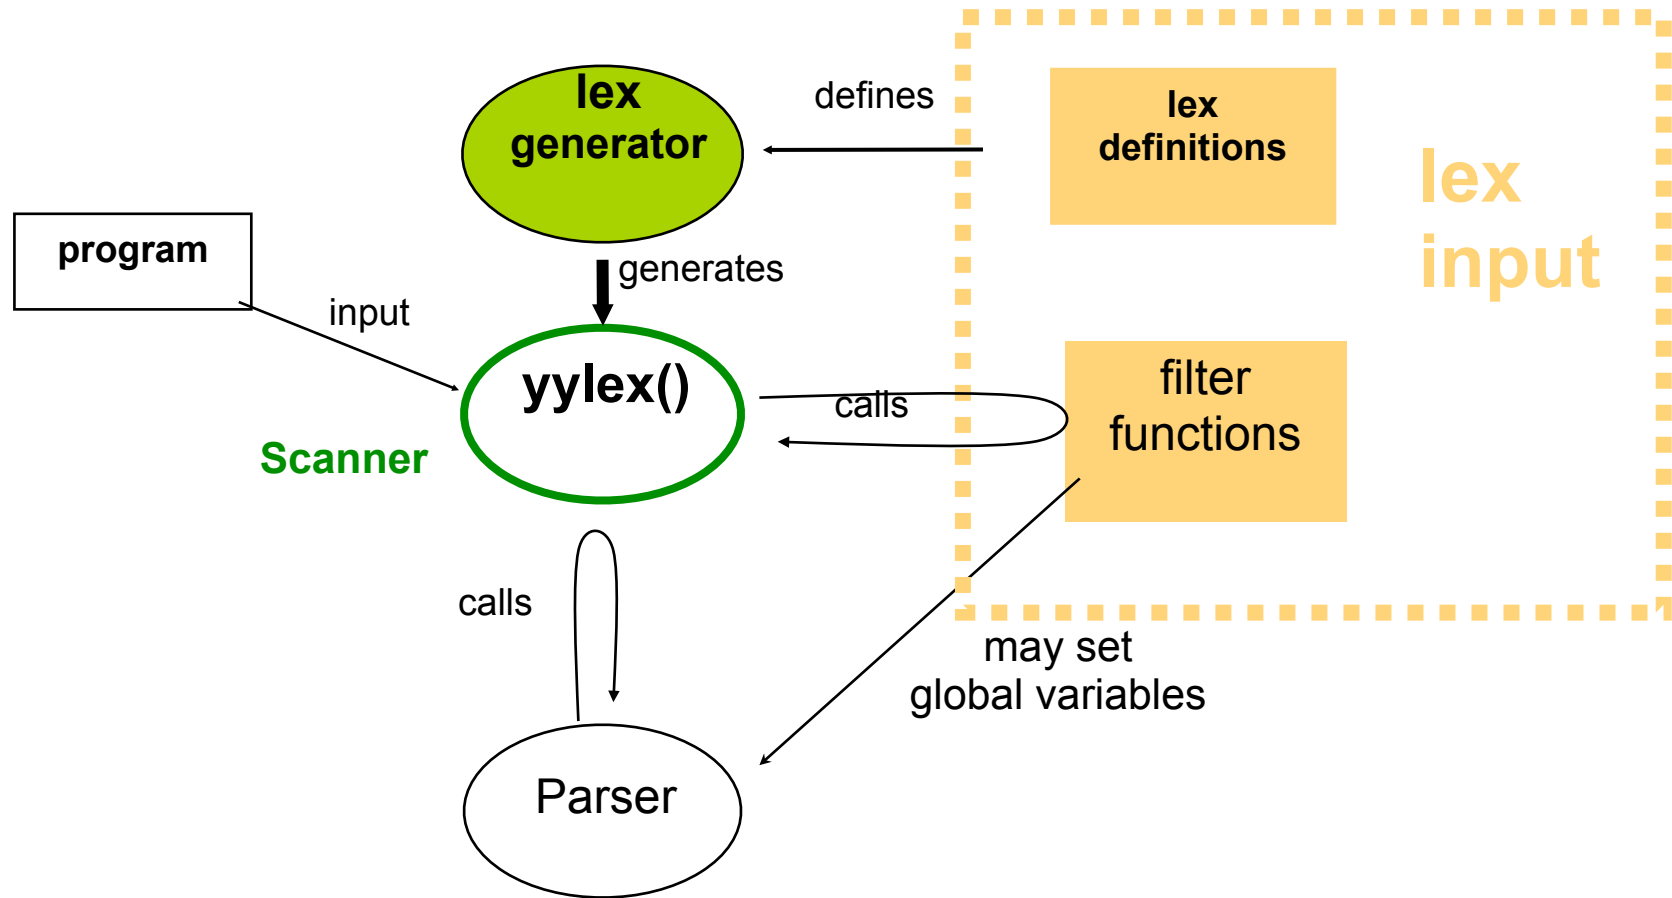 lex
generator
defines
lex
definitions
lex
input
program
generates
input
yylex()
calls
filter
functions
Scanner
calls
may set
global variables
Parser